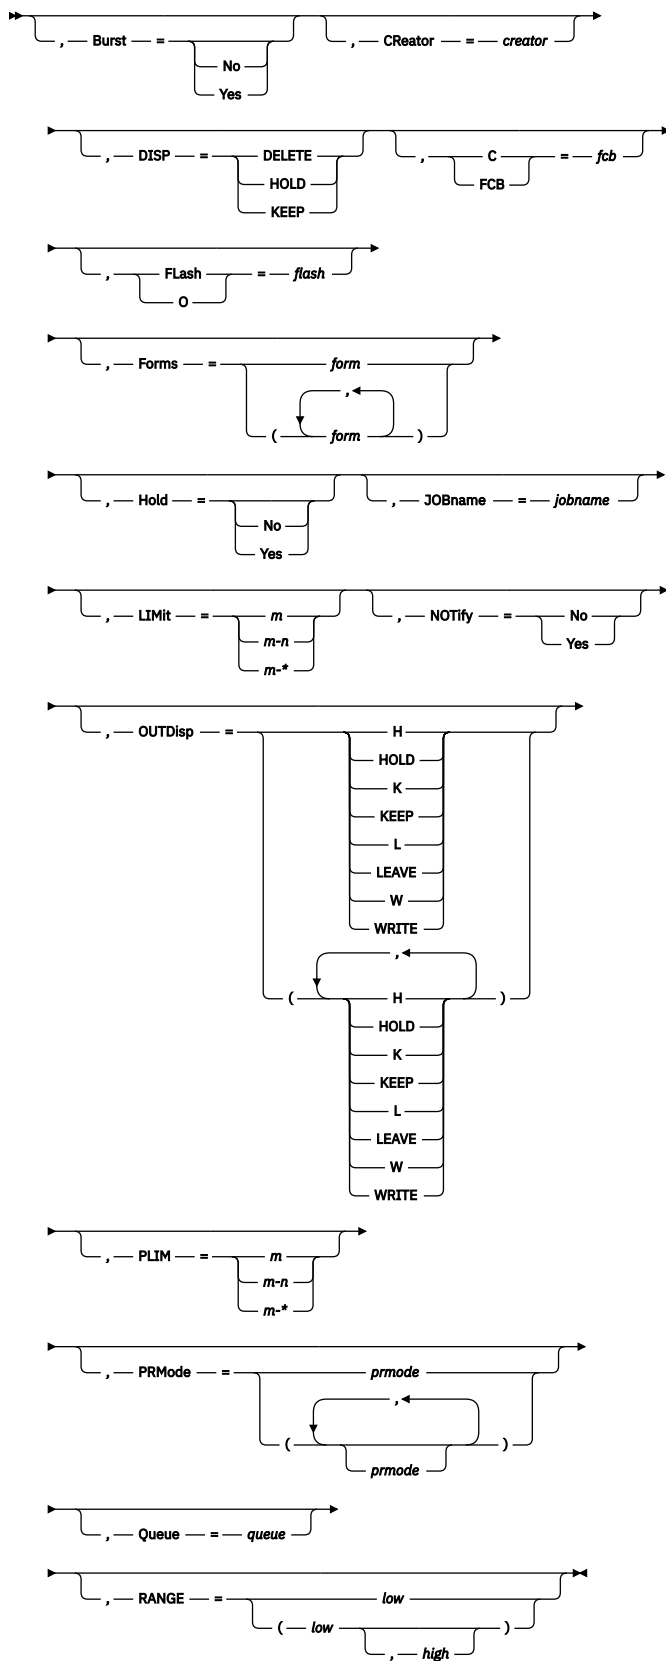 , Burst = , CReator = creator
No
Yes
, DISP = DELETE , C = fcb
HOLD FCB
KEEP
, FLash = flash
O
, Forms = form
,
( form )
, Hold = , JOBname = jobname
No
Yes
, LIMit = m , NOTify = No
m-n Yes
m-*
, OUTDisp = H
HOLD
K
KEEP
L
LEAVE
W
WRITE
,
( H )
HOLD
K
KEEP
L
LEAVE
W
WRITE
, PLIM = m
m-n
m-*
, PRMode = prmode
,
( )
prmode
, Queue = queue
, RANGE = low
( low )
, high